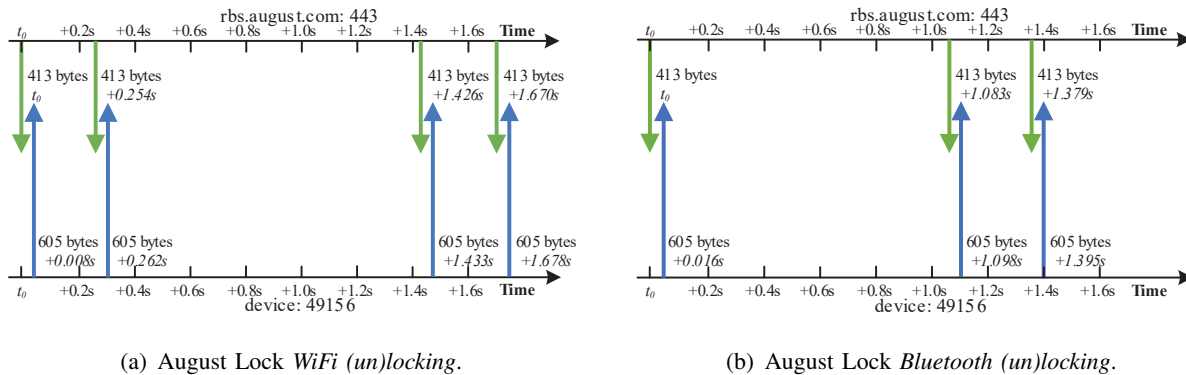 rbs.august.com: 443
t₀ +0.2s +0.4s +0.6s +0.8s +1.0s +1.2s +1.4s +1.6s Time
413 bytes 413 bytes 413 bytes 413 bytes
t₀ +0.254s +1.426s +1.670s
605 bytes 605 bytes 605 bytes 605 bytes
+0.008s +0.262s +1.433s +1.678s
t₀ +0.2s +0.4s +0.6s +0.8s +1.0s +1.2s +1.4s +1.6s Time
device: 49156
(a) August Lock WiFi (un)locking.
rbs.august.com: 443
t₀ +0.2s +0.4s +0.6s +0.8s +1.0s +1.2s +1.4s +1.6s Time
413 bytes 413 bytes 413 bytes
t₀ +1.083s +1.379s
605 bytes 605 bytes 605 bytes
+0.016s +1.098s +1.395s
t₀ +0.2s +0.4s +0.6s +0.8s +1.0s +1.2s +1.4s +1.6s Time
device: 49156
(b) August Lock Bluetooth (un)locking.